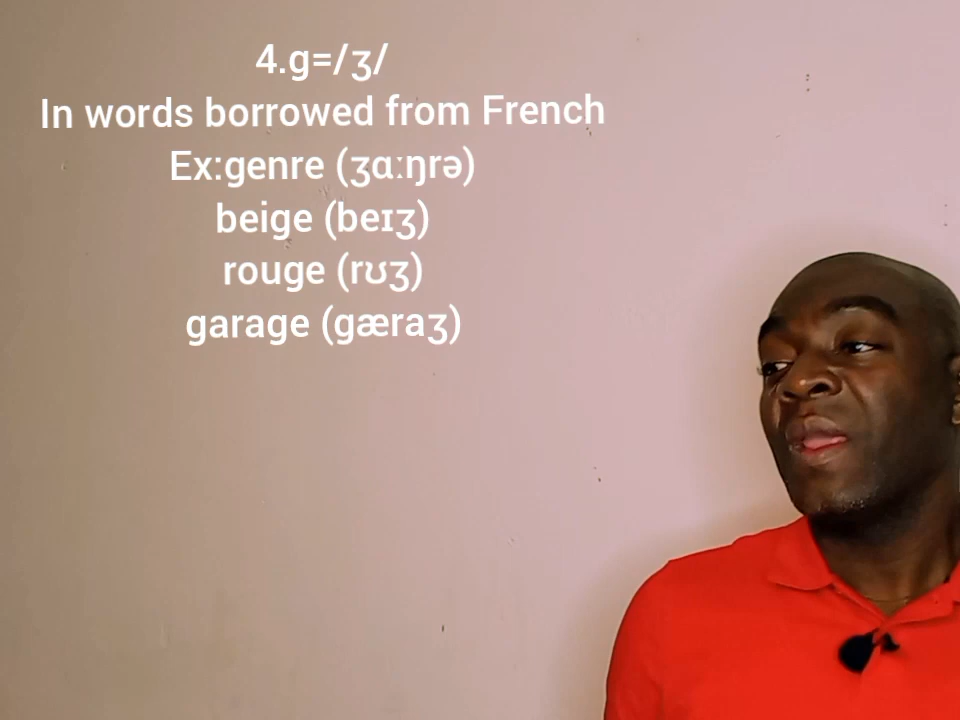 4.g=/ʒ/
In words borrowed from French
Ex:genre (ʒɑːŋrə)
beige (beɪʒ)
rouge (rʊʒ)
garage (gæraʒ)